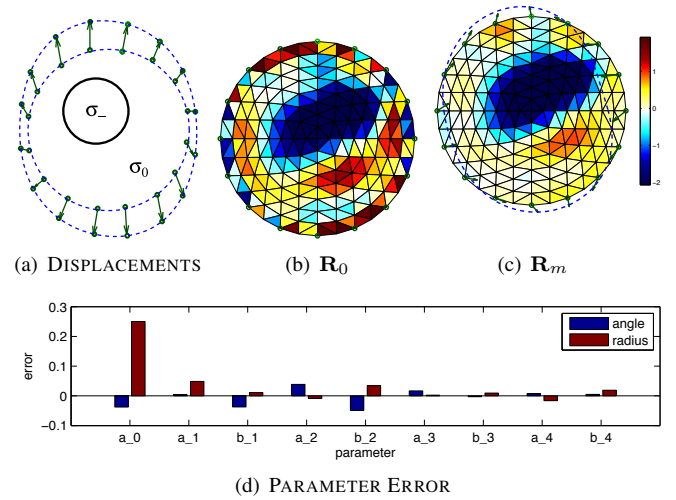 σ_
σ₀
1
0
−1
−2
(a) DISPLACEMENTS
(b) R₀
(c) Rₘ
0.3
0.2
0.1
0
−0.1
error
angle
radius
a_0
a_1
b_1
a_2
b_2
a_3
b_3
a_4
b_4
parameter
(d) PARAMETER ERROR